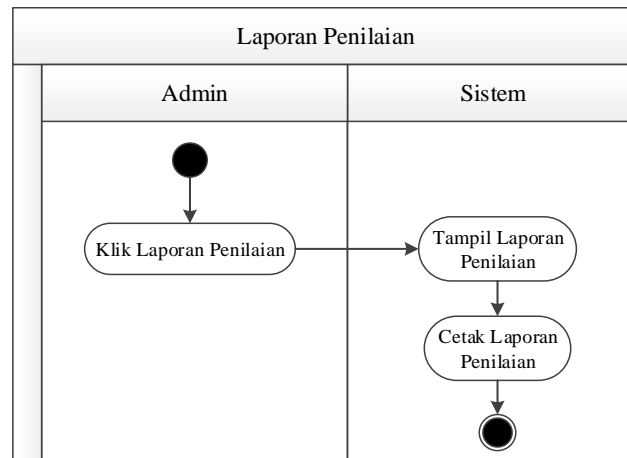 Laporan Penilaian
Admin
Sistem
Klik Laporan Penilaian
Tampil Laporan
Penilaian
Cetak Laporan
Penilaian